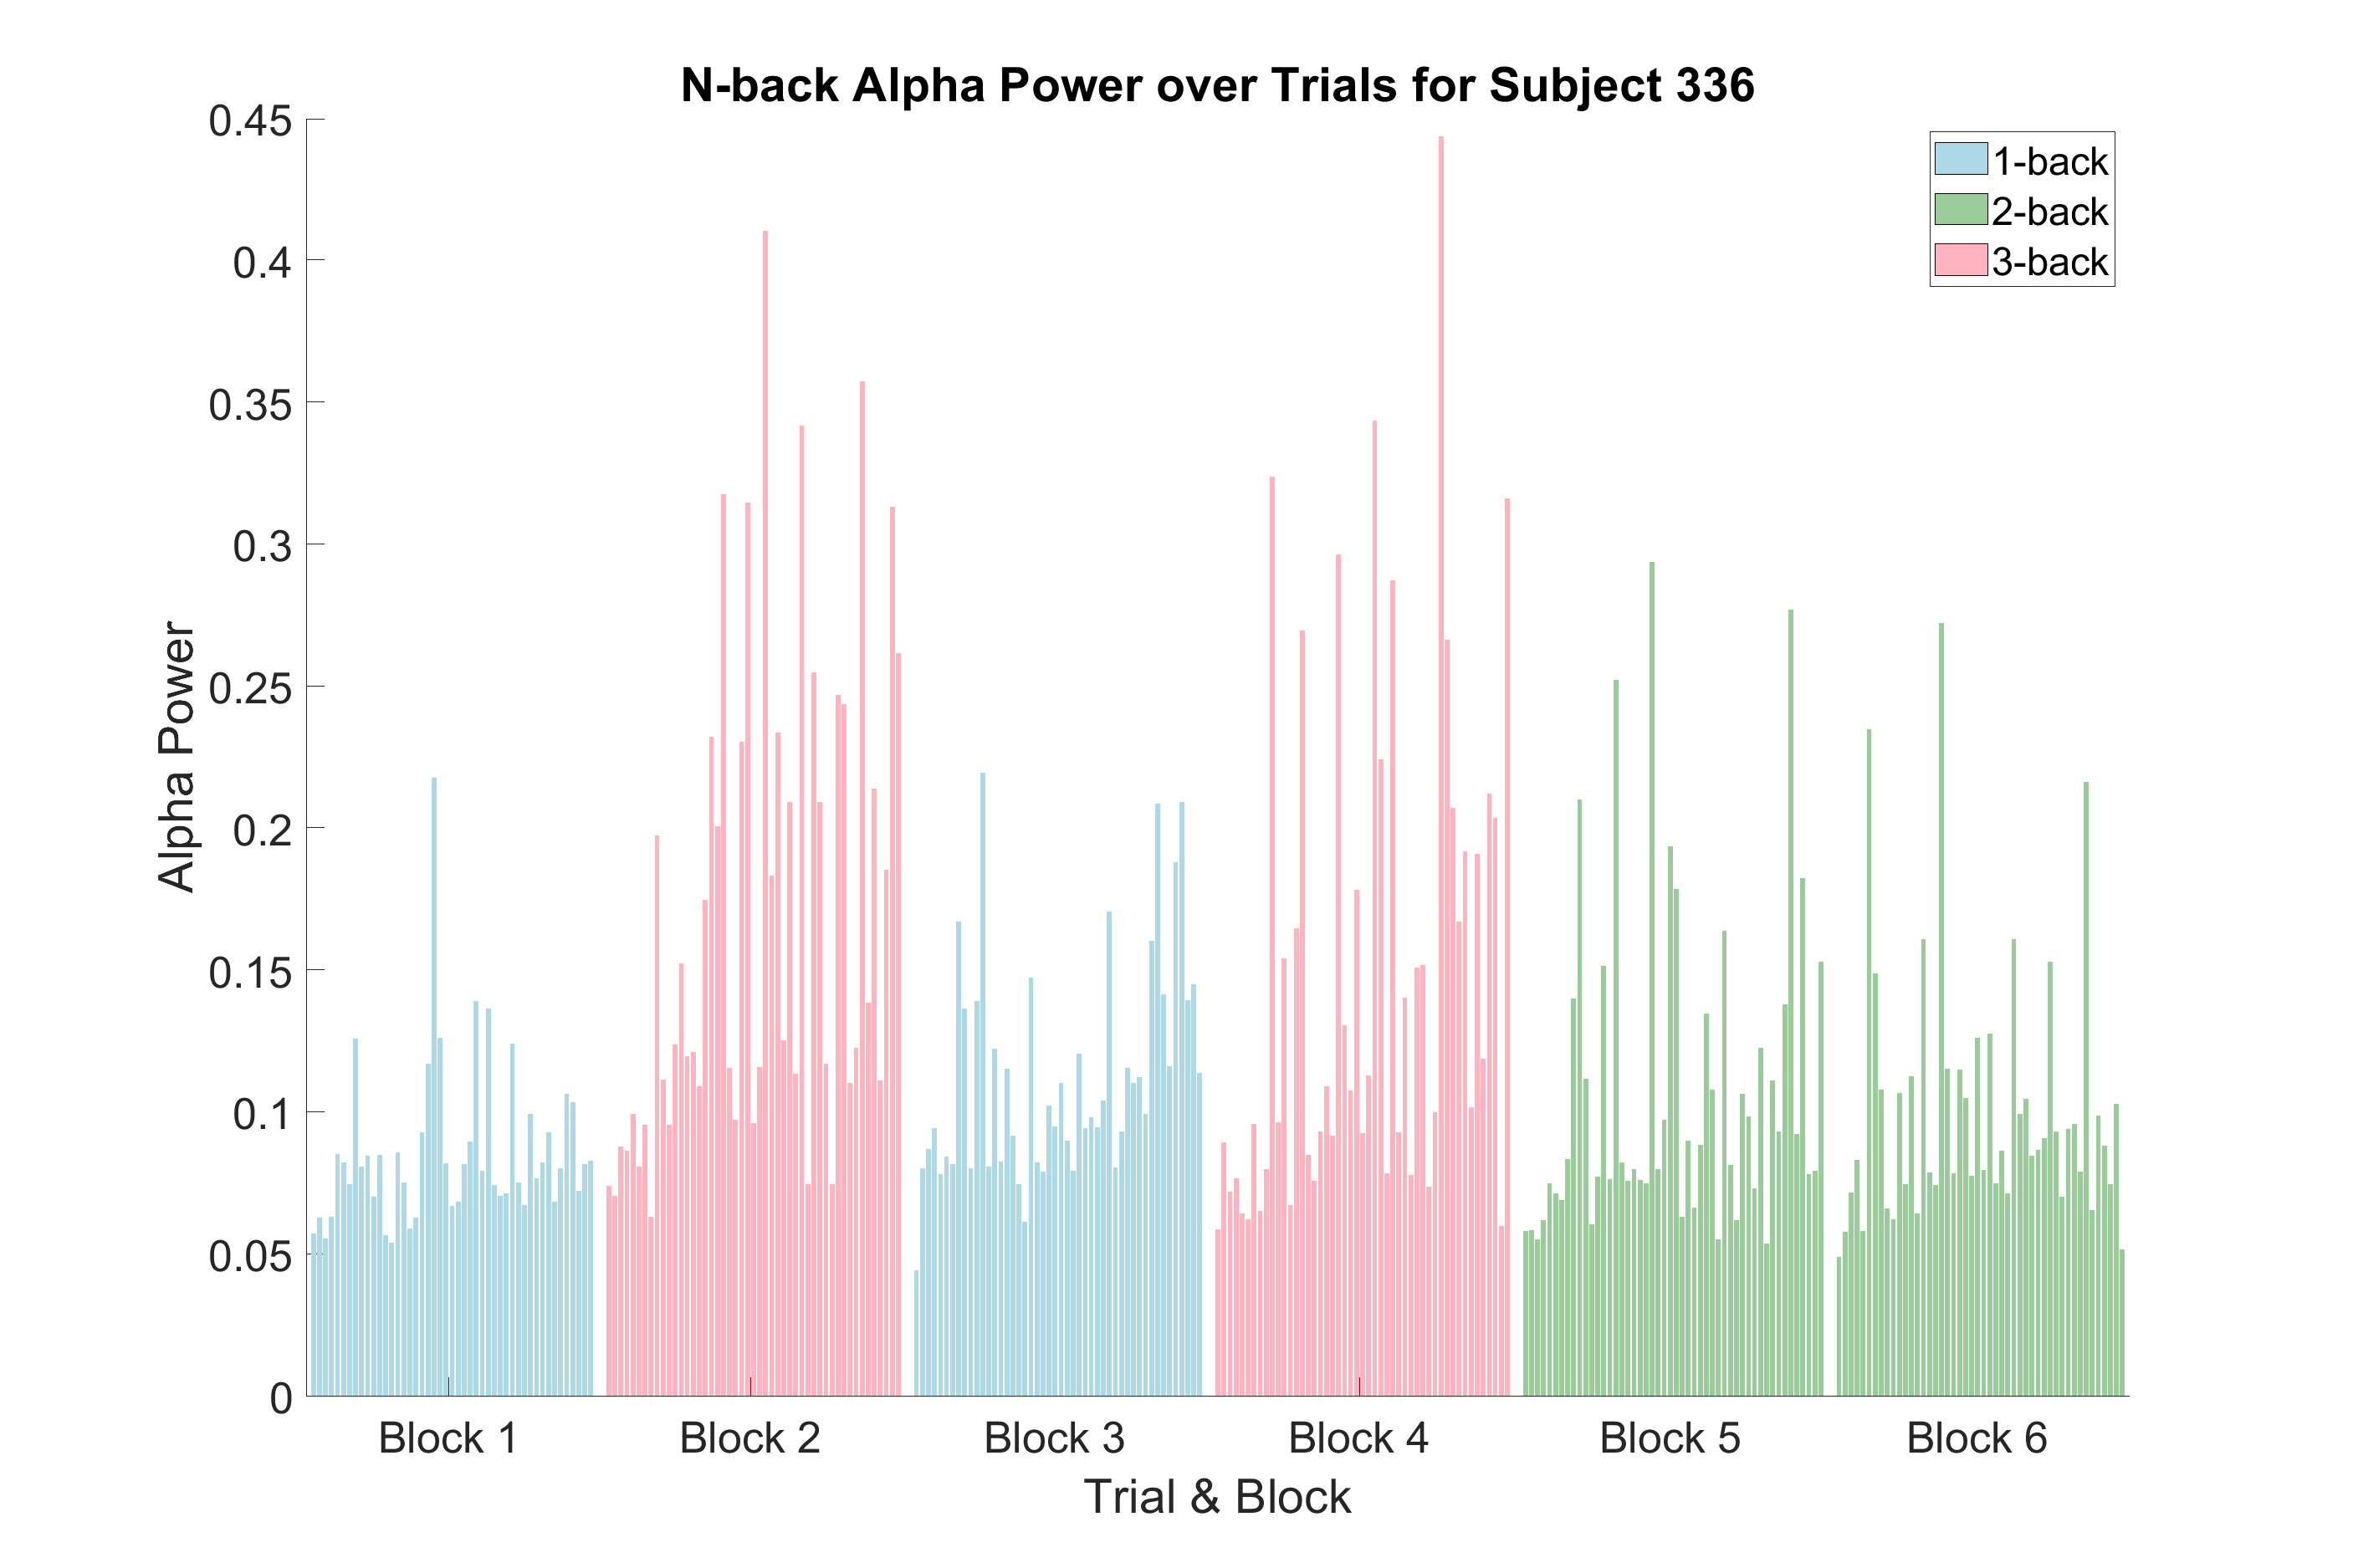 N-back Alpha Power over Trials for Subject 336
0.45
0.4
0.35
0.3
0.25
0.2
0.15
0.1
0.05
0
Alpha Power
1-back
2-back
3-back
Block 1
Block 2
Block 3
Block 4
Block 5
Block 6
Trial & Block